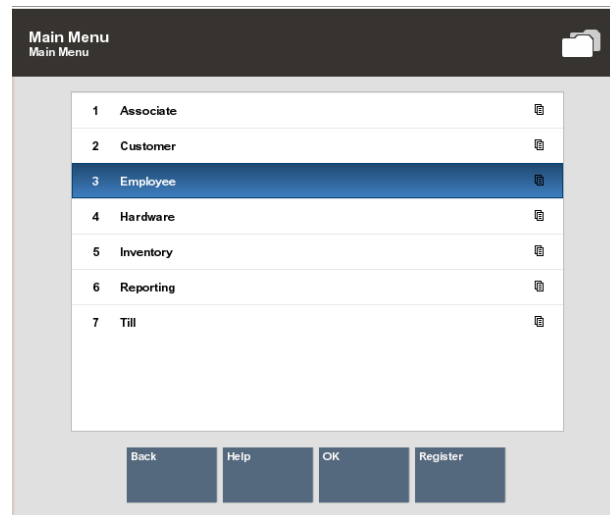 Main Menu
Main Menu
1 Associate
2 Customer
3 Employee
4 Hardware
5 Inventory
6 Reporting
7 Till
Back Help OK Register